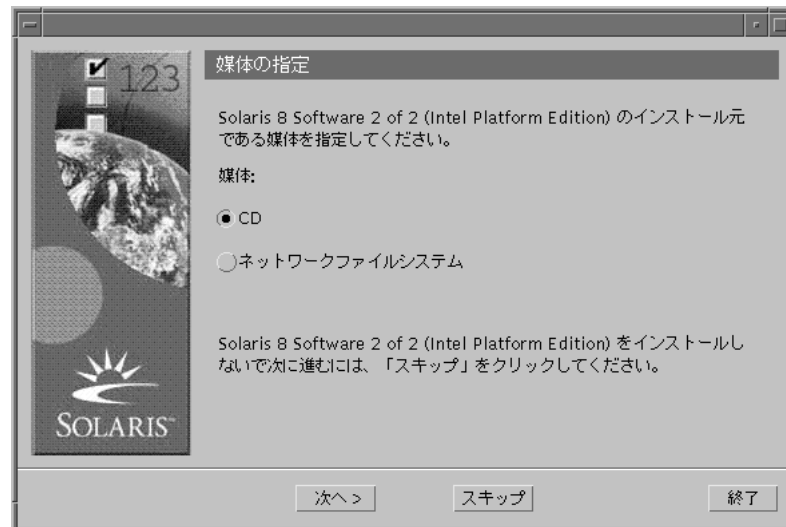 123
媒体の指定
Solaris 8 Software 2 of 2 (Intel Platform Edition) のインストール元
である媒体を指定してください。
媒体:
CD
ネットワークファイルシステム
Solaris 8 Software 2 of 2 (Intel Platform Edition) をインストールし
ないで次に進むには、「スキップ」をクリックしてください。
SOLARIS™
次へ >
スキップ
終了